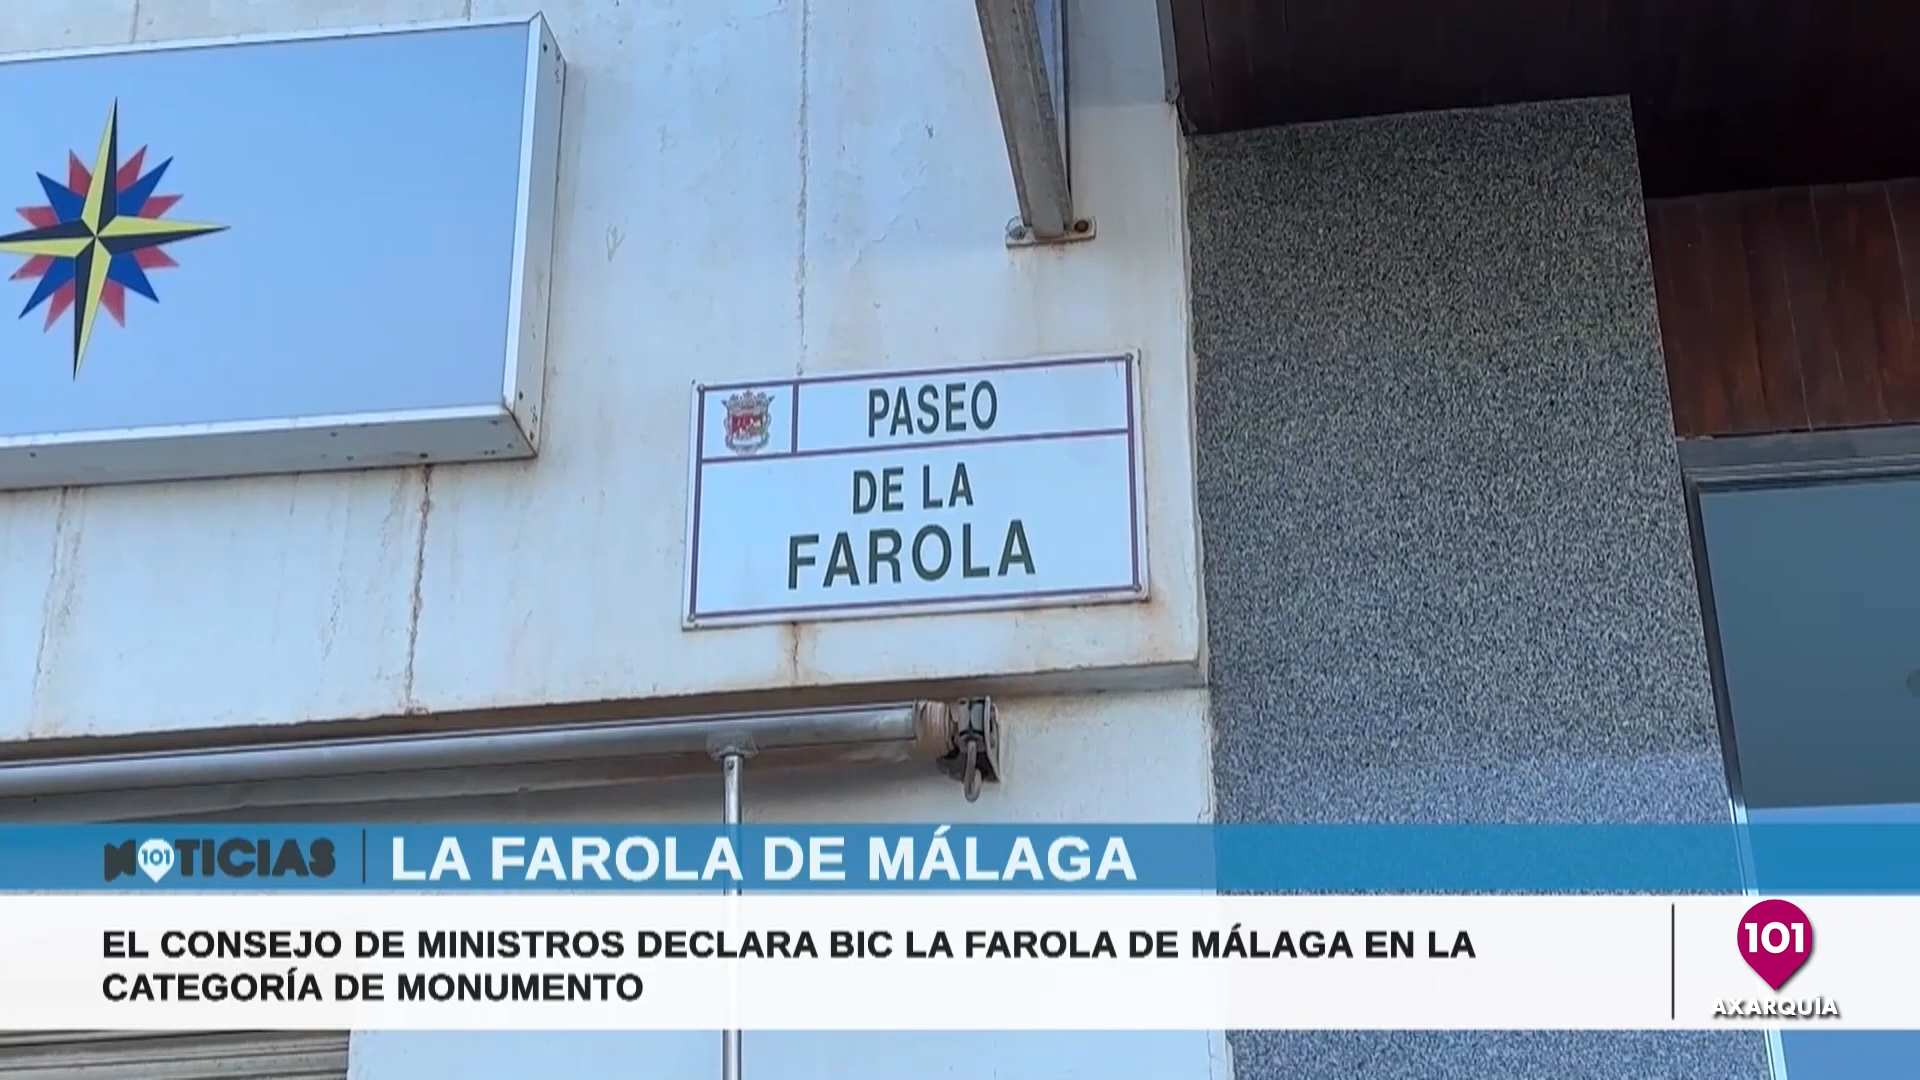 PASEO
DE LA
FAROLA
NOTICIAS
101
LA FAROLA DE MÁLAGA
EL CONSEJO DE MINISTROS DECLARA BIC LA FAROLA DE MÁLAGA EN LA
CATEGORÍA DE MONUMENTO
101
AXARQUÍA